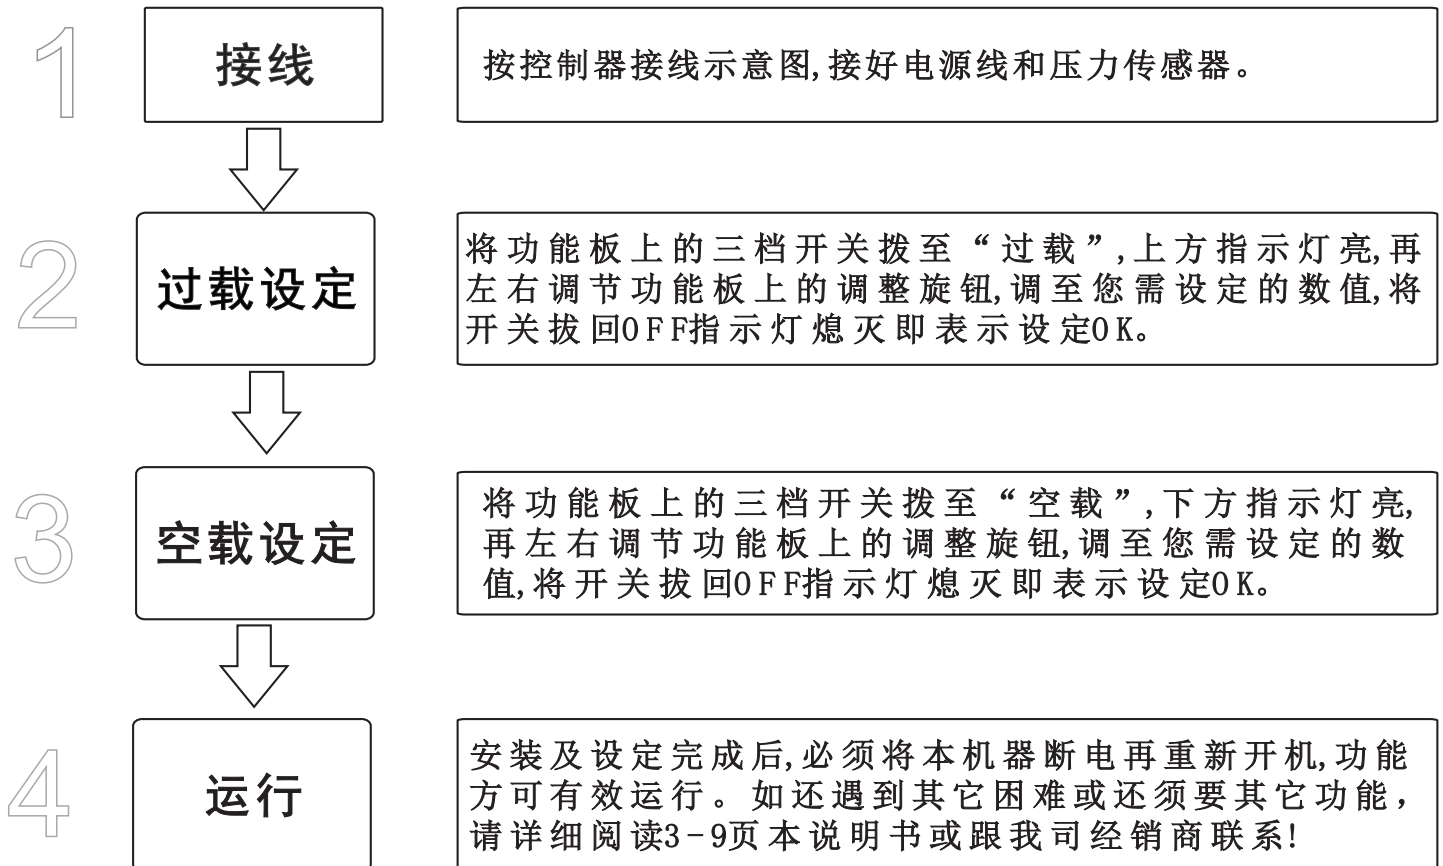 1
接线
按控制器接线示意图,接好电源线和压力传感器。
2
过载设定
将功能板上的三档开关拨至“过载”,上方指示灯亮,再
左右调节功能板上的调整旋钮,调至您需设定的数值,将
开关拔回OFF指示灯熄灭即表示设定OK。
3
空载设定
将功能板上的三档开关拨至“空载”,下方指示灯亮,
再左右调节功能板上的调整旋钮,调至您需设定的数
值,将开关拔回OFF指示灯熄灭即表示设定OK。
4
运行
安装及设定完成后,必须将本机器断电再重新开机,功能
方可有效运行。如还遇到其它困难或还须要其它功能，
请详细阅读3-9页本说明书或跟我司经销商联系!